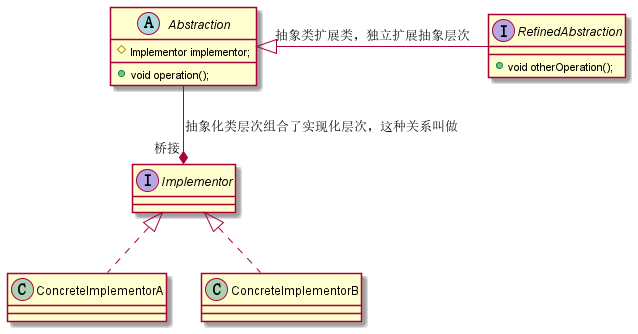 A Abstraction
Implementor implementor;
void operation();
抽象类扩展类，独立扩展抽象层次
I RefinedAbstraction
void otherOperation();
抽象化类层次组合了实现化层次，这种关系叫做
桥接
I Implementor
C ConcreteImplementorA
C ConcreteImplementorB